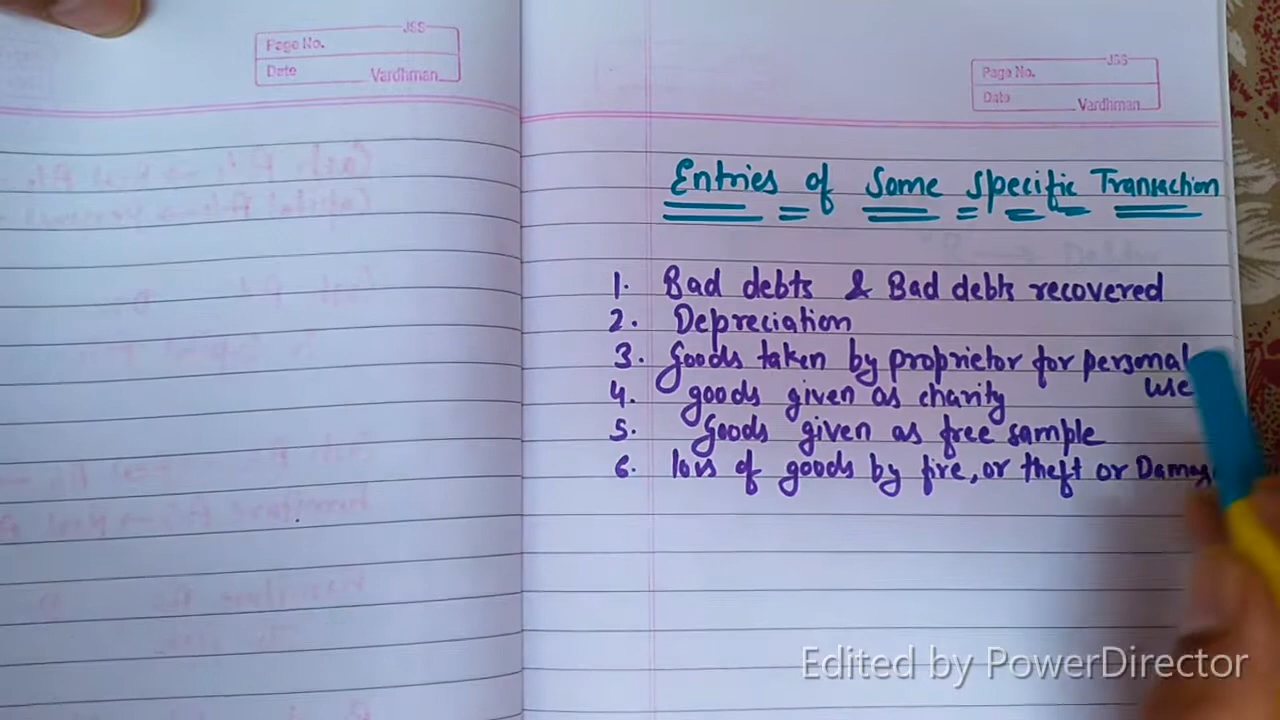 JSS
Page No.
Date
Vardhman
JSS
Page No.
Date
Vardhman
Entries of Some Specific Transaction
1. Bad debts & Bad debts recovered
2. Depreciation
3. Goods taken by proprietor for personal
use
4. goods given as charity
5. Goods given as free sample
6. loss of goods by fire, or theft or
Edited by PowerDirector